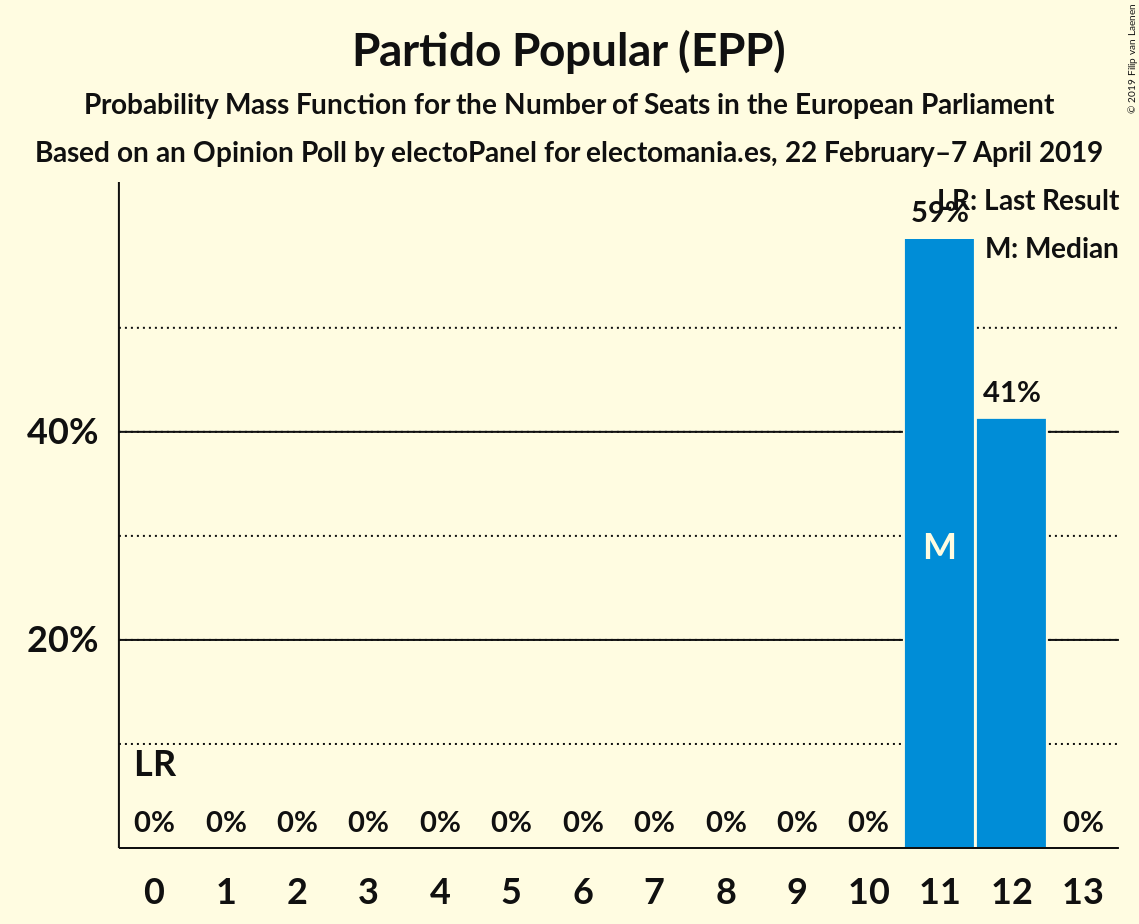 Partido Popular (EPP)
Probability Mass Function for the Number of Seats in the European Parliament
Based on an Opinion Poll by electoPanel for electomania.es, 22 February–7 April 2019
© 2019 Filip van Laenen
LR: Last Result
59%
M: Median
41%
40%
M
20%
LR
0% 0% 0% 0% 0% 0% 0% 0% 0% 0% 0% 0%
0 1 2 3 4 5 6 7 8 9 10 11 12 13